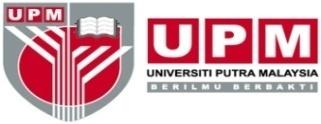 UPM
UPM
UNIVERSITI PUTRA MALAYSIA
BERILMU BERBAKTI